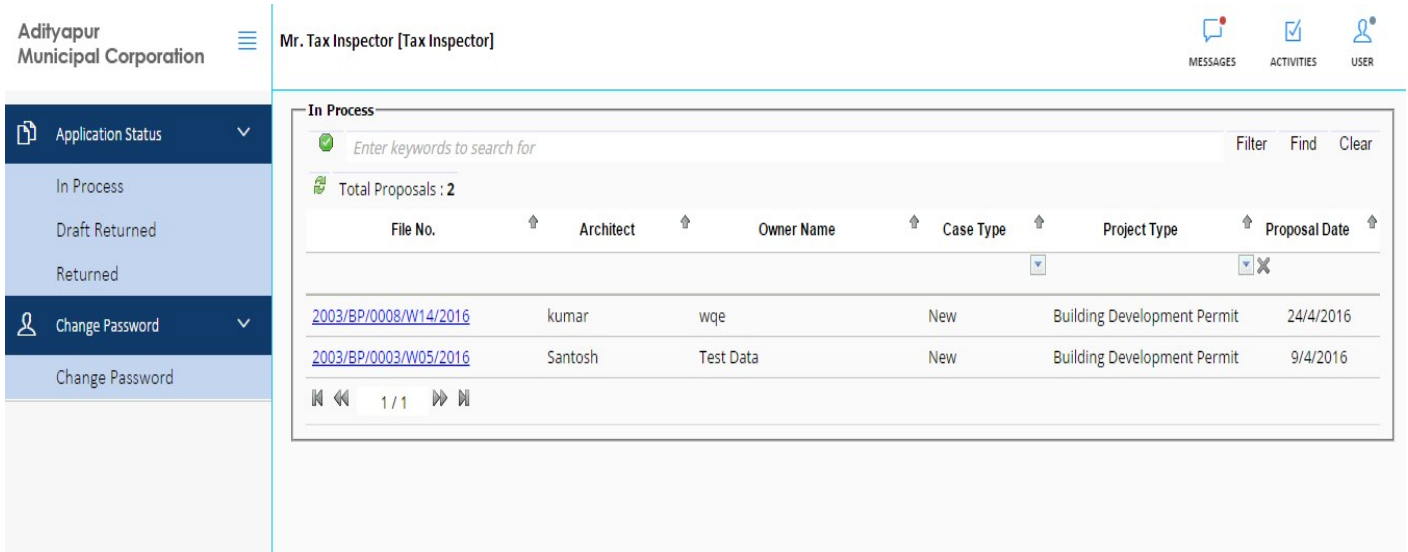 Adityapur
Municipal Corporation
Mr. Tax Inspector [Tax Inspector]
MESSAGES ACTIVITIES USER
Application Status
In Process
Draft Returned
Returned
Change Password
Change Password
In Process
Enter keywords to search for Filter Find Clear
Total Proposals : 2
File No. Architect Owner Name Case Type Project Type Proposal Date
2003/BP/0008/W14/2016 kumar wqe New Building Development Permit 24/4/2016
2003/BP/0003/W05/2016 Santosh Test Data New Building Development Permit 9/4/2016
1 / 1